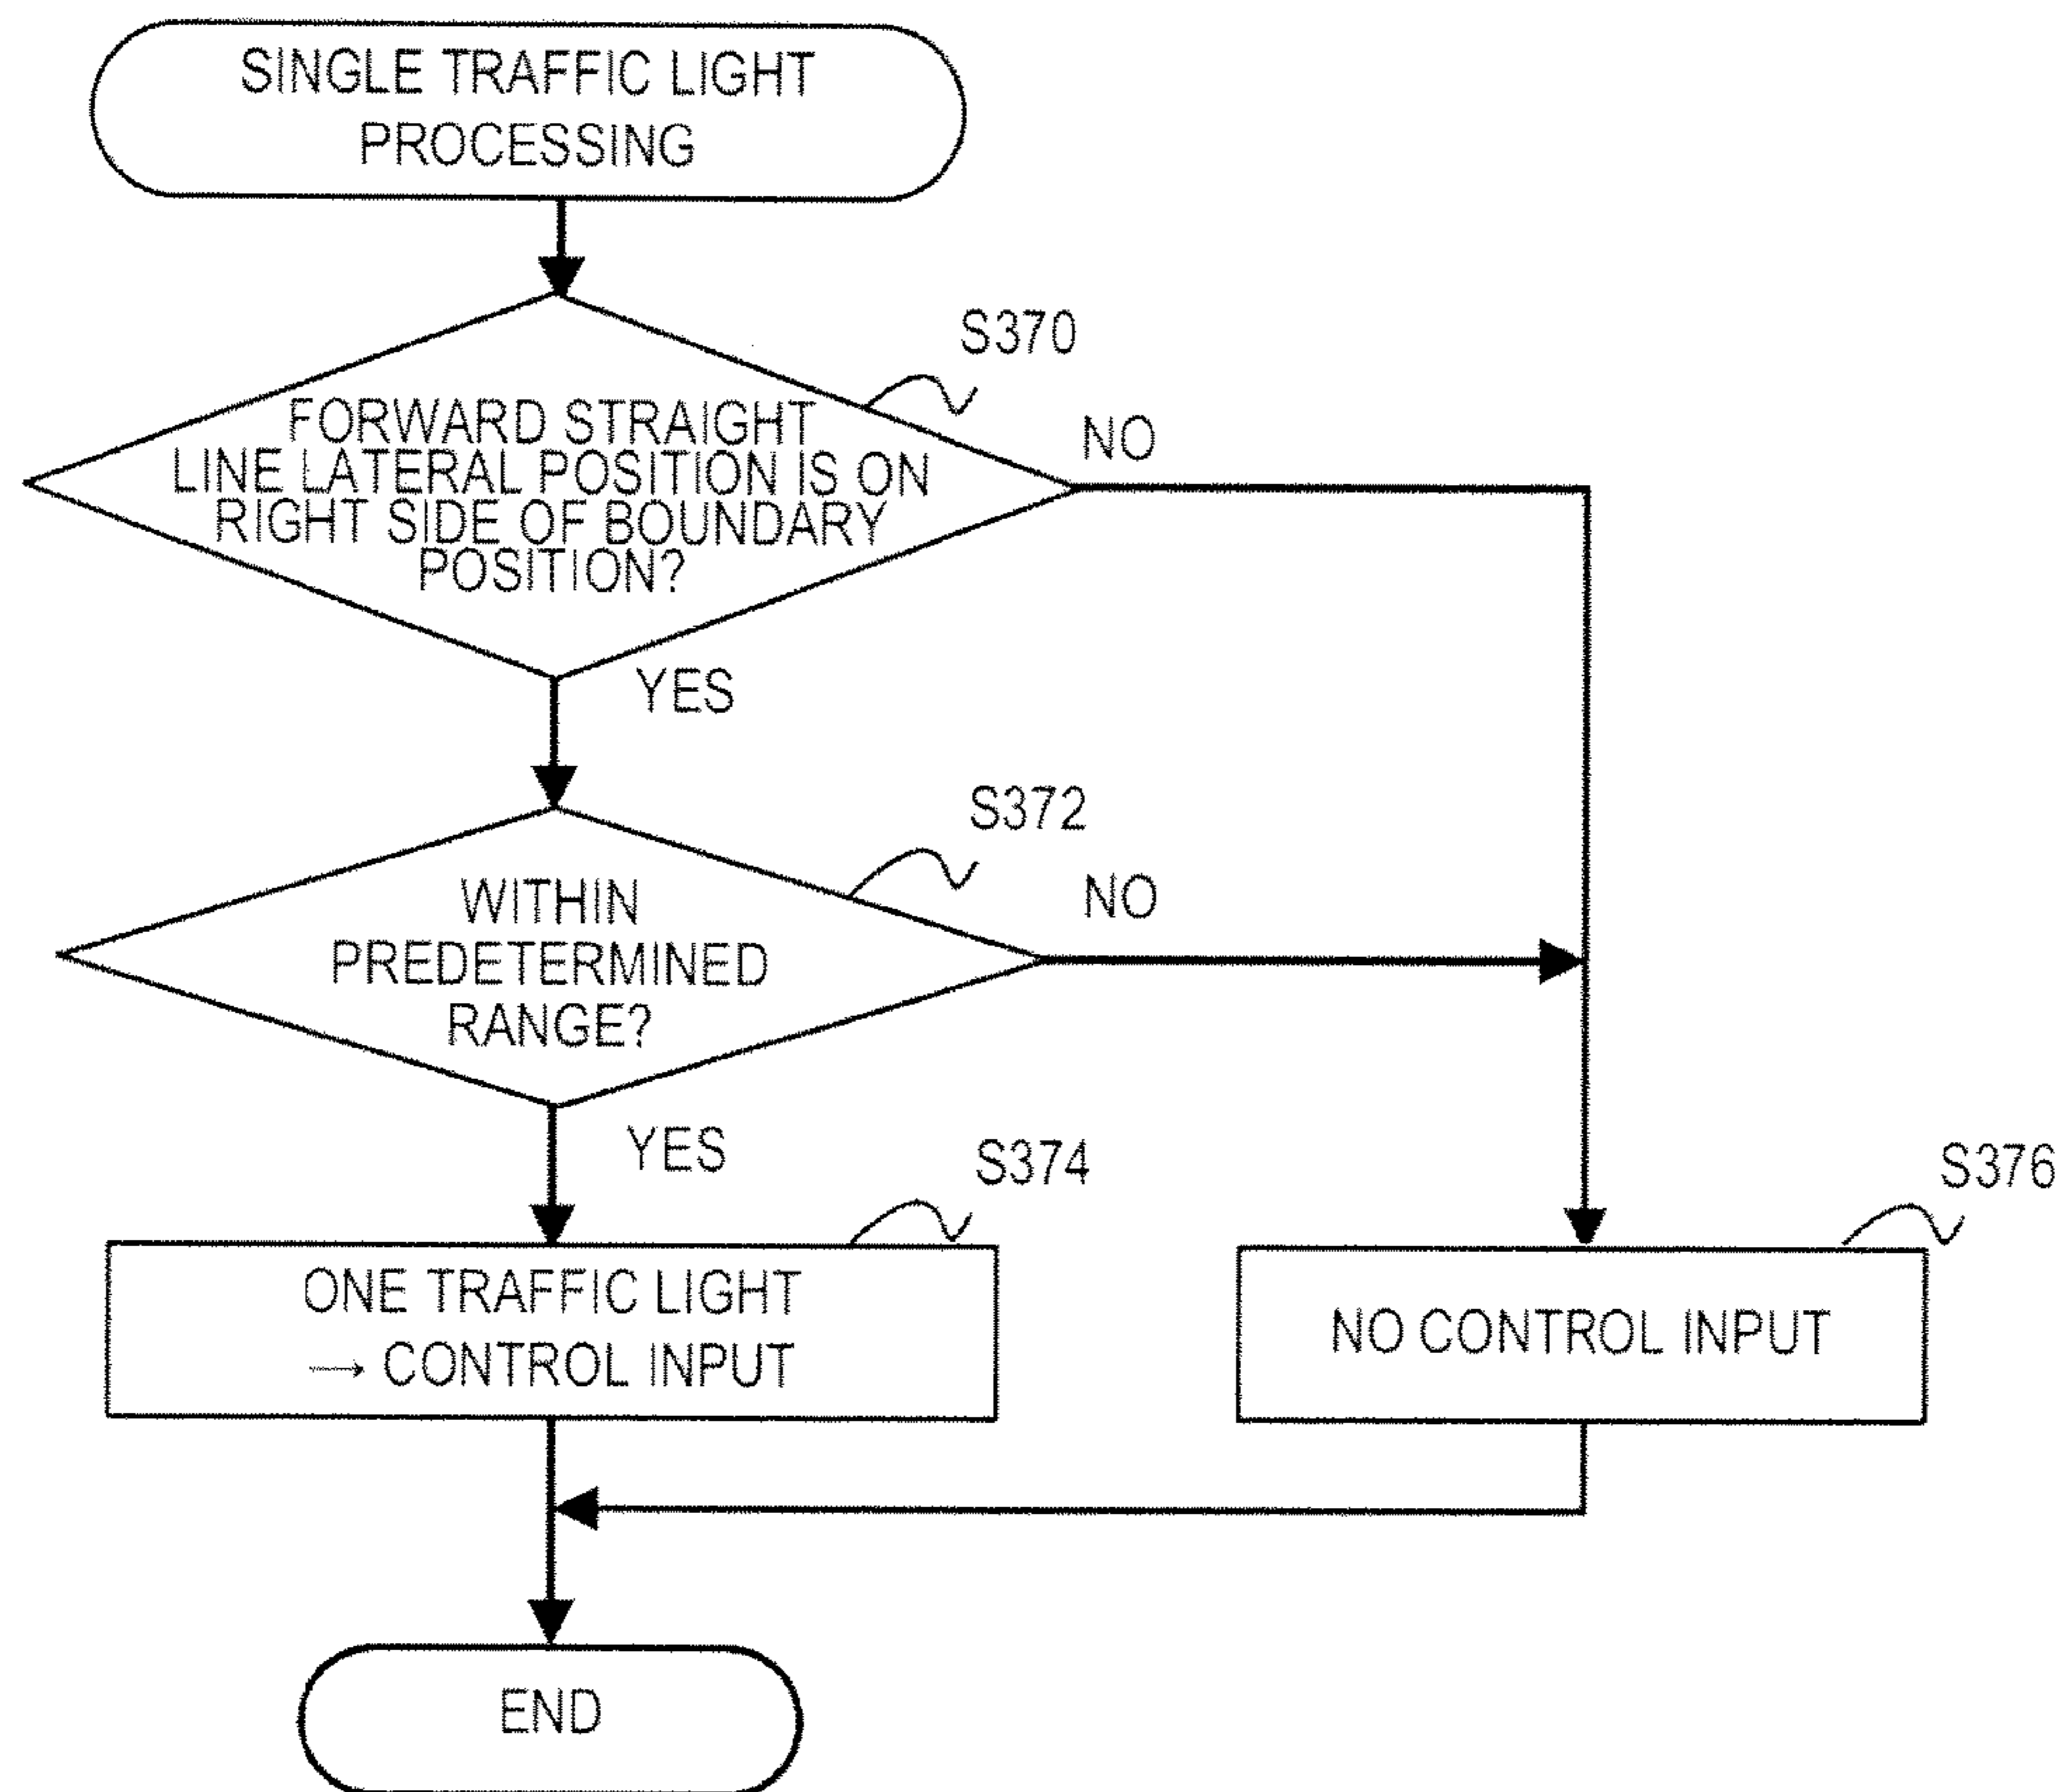 SINGLE TRAFFIC LIGHT
PROCESSING
S370
FORWARD STRAIGHT
LINE LATERAL POSITION IS ON
RIGHT SIDE OF BOUNDARY
POSITION?
NO
YES
S372
WITHIN
PREDETERMINED
RANGE?
NO
YES
S374
ONE TRAFFIC LIGHT
→ CONTROL INPUT
S376
NO CONTROL INPUT
END